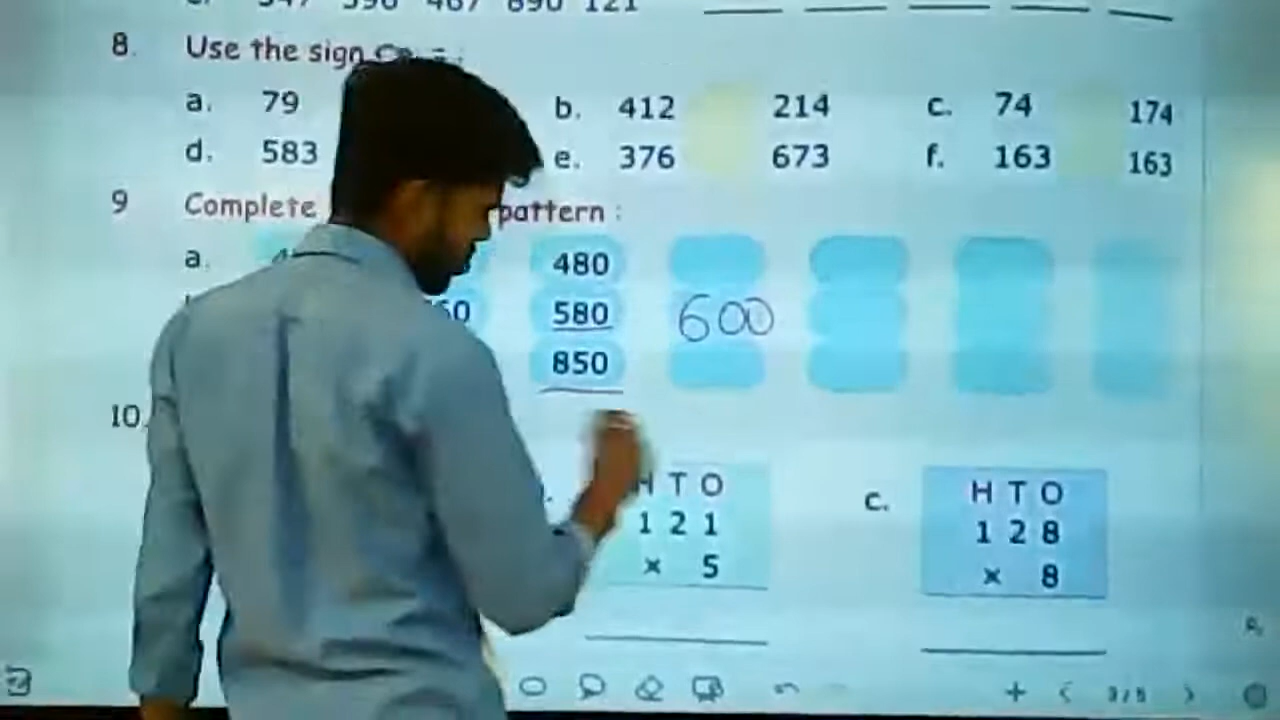 8. Use the sign
a. 79 b. 412 214 c. 74 174
d. 583 e. 376 673 f. 163 163
9 Complete pattern :
a. 480
60 580 600
850
10.
H T O c. H T O
1 2 1 1 2 8
× 5 × 8